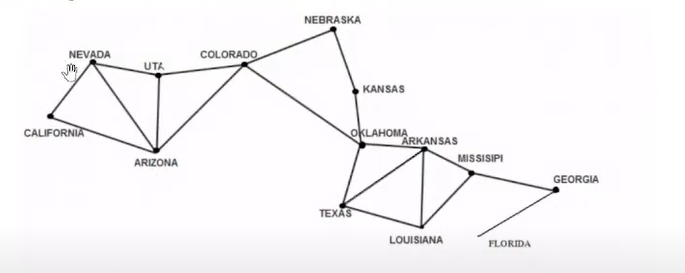 NEBRASKA
NEVADA
UTA
COLORADO
KANSAS
CALIFORNIA
OKLAHOMA
ARKANSAS
ARIZONA
MISSISIPI
GEORGIA
TEXAS
LOUISIANA
FLORIDA